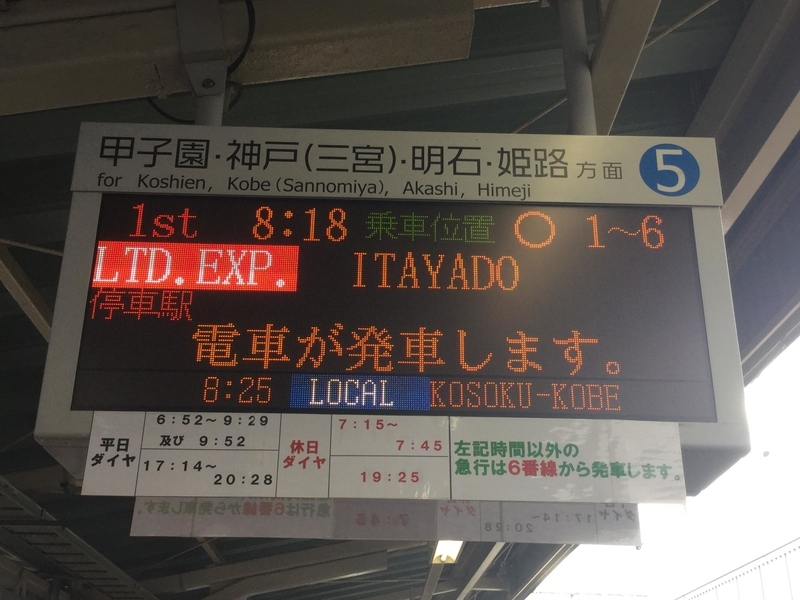 甲子園・神戸(三宮)・明石・姫路方面 5
for Koshien, Kobe (Sannomiya), Akashi, Himeji
1st 8:18 乗車位置 ○ 1〜6
LTD.EXP. ITAYADO
停車駅
電車が発車します。
8:25 LOCAL KOSOKU-KOBE
平日
ダイヤ
6:52〜9:29
及び 9:52
17:14〜
20:28
休日
ダイヤ
7:15〜
7:45
19:25
左記時間以外の
急行は6番線から発車します。